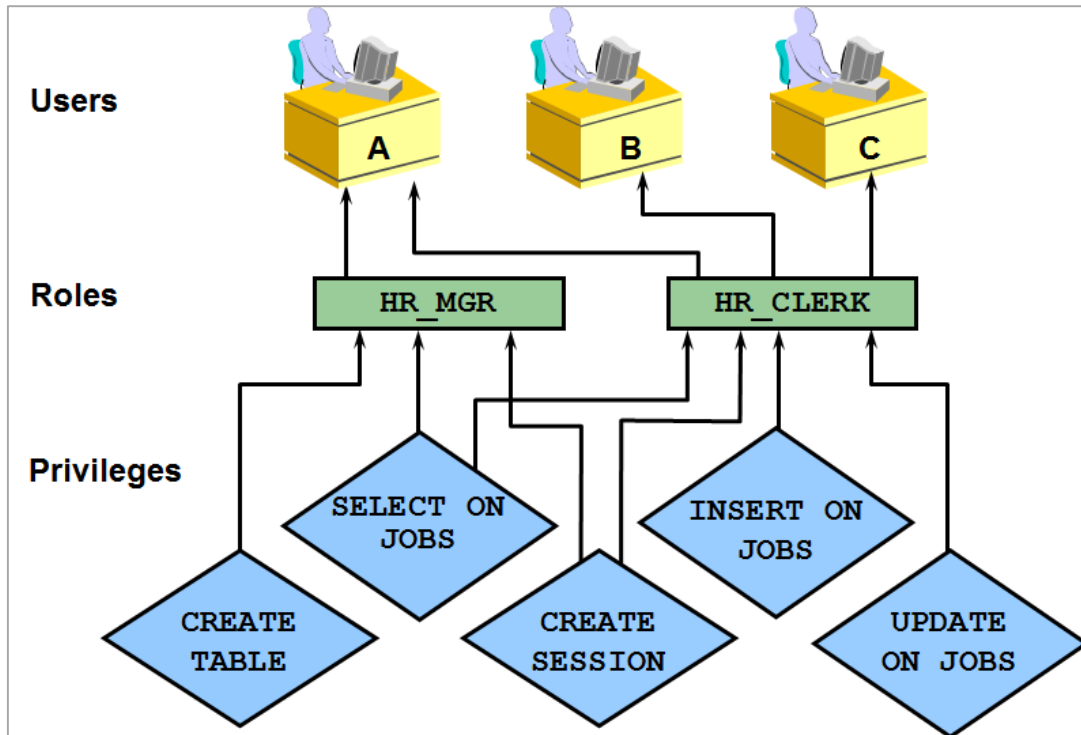 Users
A
B
C
Roles
HR_MGR
HR_CLERK
Privileges
SELECT ON
JOBS
INSERT ON
JOBS
CREATE
TABLE
CREATE
SESSION
UPDATE
ON JOBS